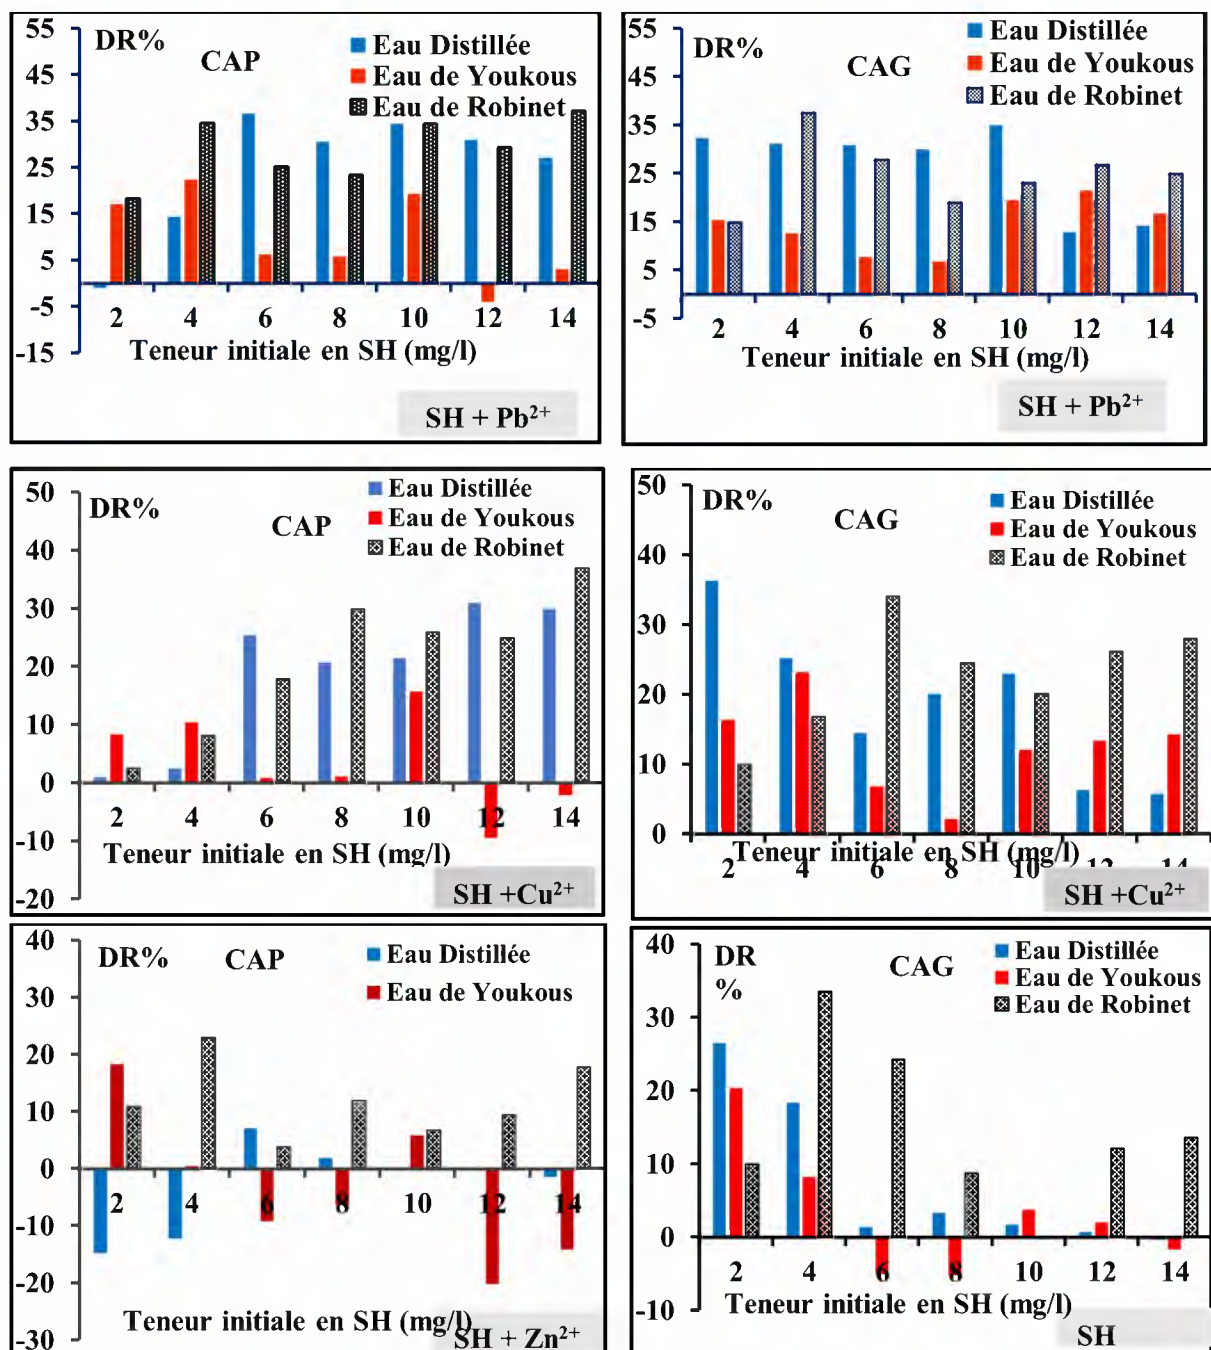 55
45
35
25
15
5
-5
-15
DR%
CAP
Eau Distillée
Eau de Youkous
Eau de Robinet
2 4 6 8 10 12 14
Teneur initiale en SH (mg/l)
SH + Pb²⁺
55
45
35
25
15
5
-5
DR%
CAG
Eau Distillée
Eau de Youkous
Eau de Robinet
2 4 6 8 10 12 14
Teneur initiale en SH (mg/l)
SH + Pb²⁺
50
40
30
20
10
0
-10
-20
DR%
CAP
Eau Distillée
Eau de Youkous
Eau de Robinet
2 4 6 8 10 12 14
Teneur initiale en SH (mg/l)
SH +Cu²⁺
50
40
30
20
10
0
DR%
CAG
Eau Distillée
Eau de Youkous
Eau de Robinet
Teneur initiale en SH (mg/l)
2 4 6 8 10 12 14
SH +Cu²⁺
40
30
20
10
0
-10
-20
-30
DR%
CAP
Eau Distillée
Eau de Youkous
2 4 6 8 10 12 14
Teneur initiale en SH (mg/l)
SH + Zn²⁺
40
30
20
10
0
-10
DR
%
CAG
Eau Distillée
Eau de Youkous
Eau de Robinet
2 4 6 8 10 12 14
Teneur initiale en SH (mg/l)
SH